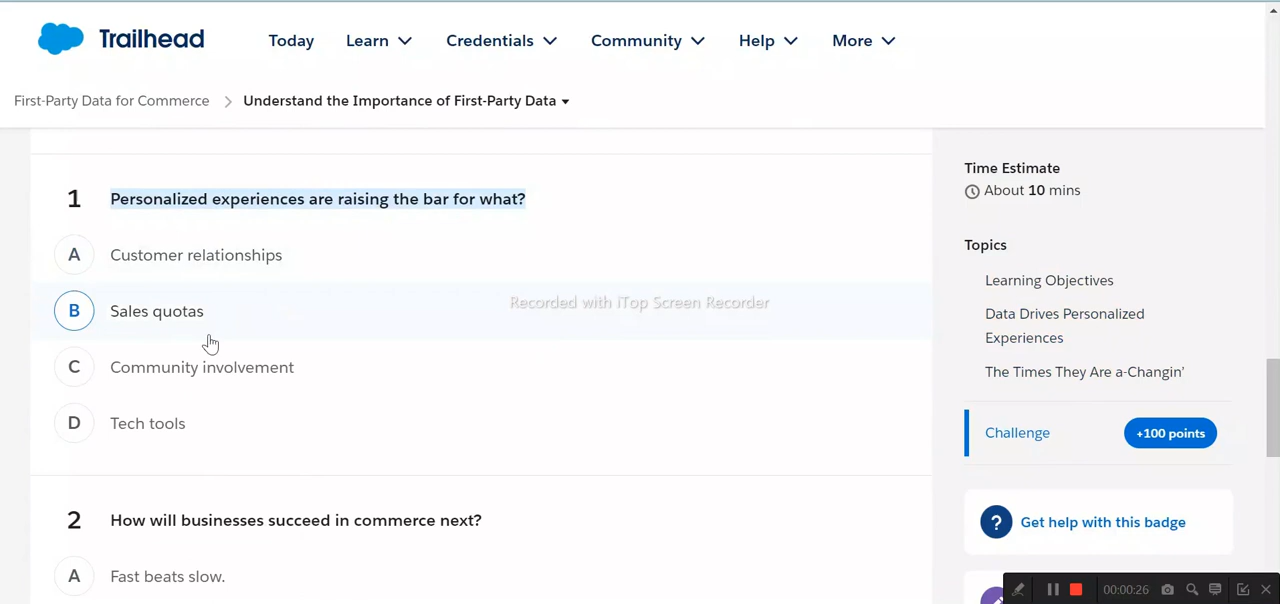 Trailhead
Today Learn Credentials Community Help More
First-Party Data for Commerce Understand the Importance of First-Party Data
1 Personalized experiences are raising the bar for what?
A Customer relationships
B Sales quotas
C Community involvement
D Tech tools
2 How will businesses succeed in commerce next?
A Fast beats slow.
Recorded with iTop Screen Recorder
Time Estimate
About 10 mins
Topics
Learning Objectives
Data Drives Personalized
Experiences
The Times They Are a-Changin'
Challenge +100 points
? Get help with this badge
00:00:26